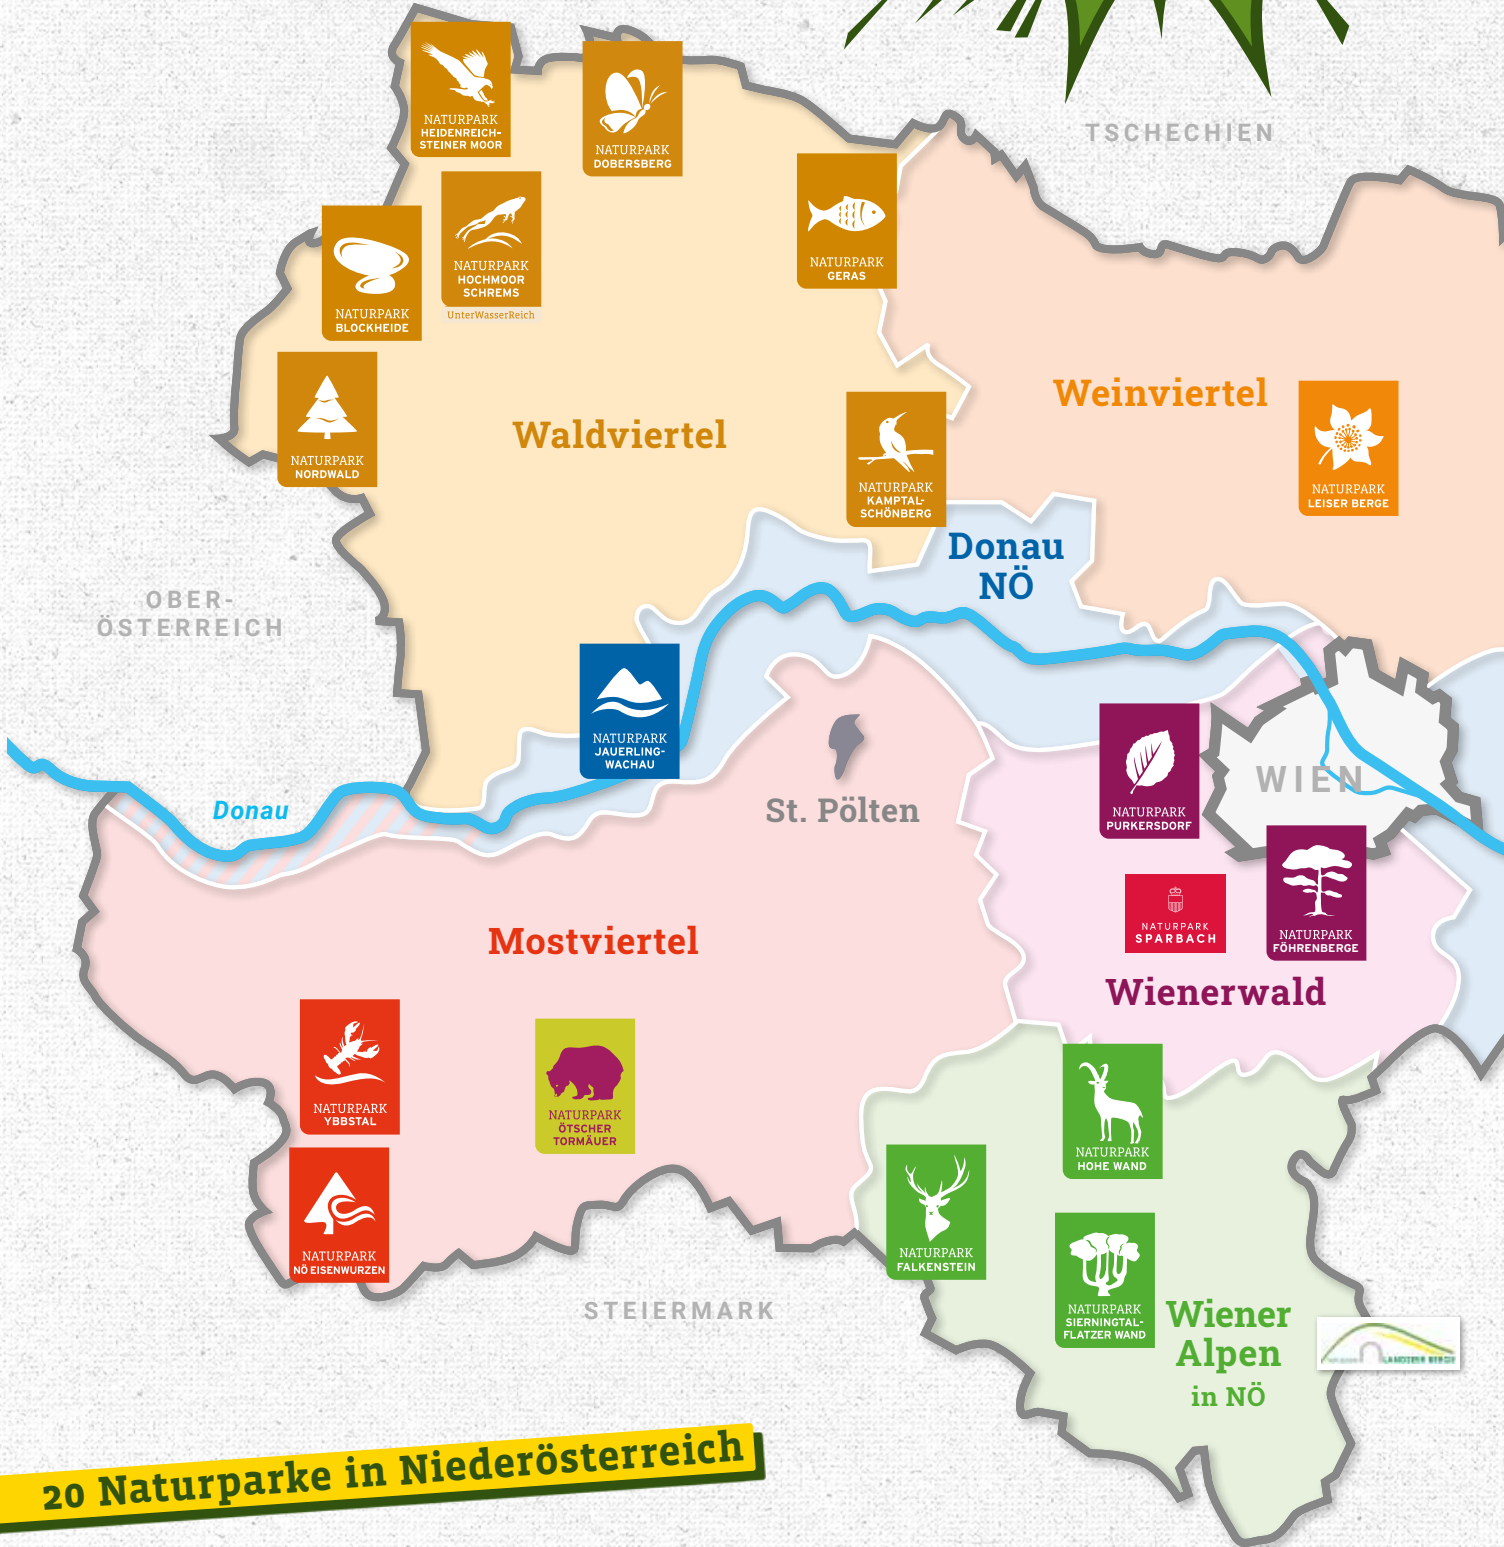 NATURPARK
HEIDENREICH-
STEINER MOOR
NATURPARK
DOBERSBERG
TSCHECHIEN
NATURPARK
HOCHMOOR
SCHREMS
UnterWasserReich
NATURPARK
GERAS
NATURPARK
BLOCKHEIDE
NATURPARK
NORDWALD
Waldviertel
Weinviertel
NATURPARK
KAMPTAL-
SCHÖNBERG
NATURPARK
LEISER BERGE
Donau
NÖ
OBER-
ÖSTERREICH
NATURPARK
JAUERLING-
WACHAU
Donau
St. Pölten
NATURPARK
PURKERSDORF
WIEN
NATURPARK
SPARBACH
NATURPARK
FÖHRENBERGE
Mostviertel
Wienerwald
NATURPARK
YBBSTAL
NATURPARK
ÖTSCHER
TORMÄUER
NATURPARK
HOHE WAND
NATURPARK
NÖ EISENWURZEN
NATURPARK
FALKENSTEIN
STEIERMARK
NATURPARK
SIERNINGTAL-
FLATZER WAND
Wiener
Alpen
in NÖ
20 Naturparke in Niederösterreich